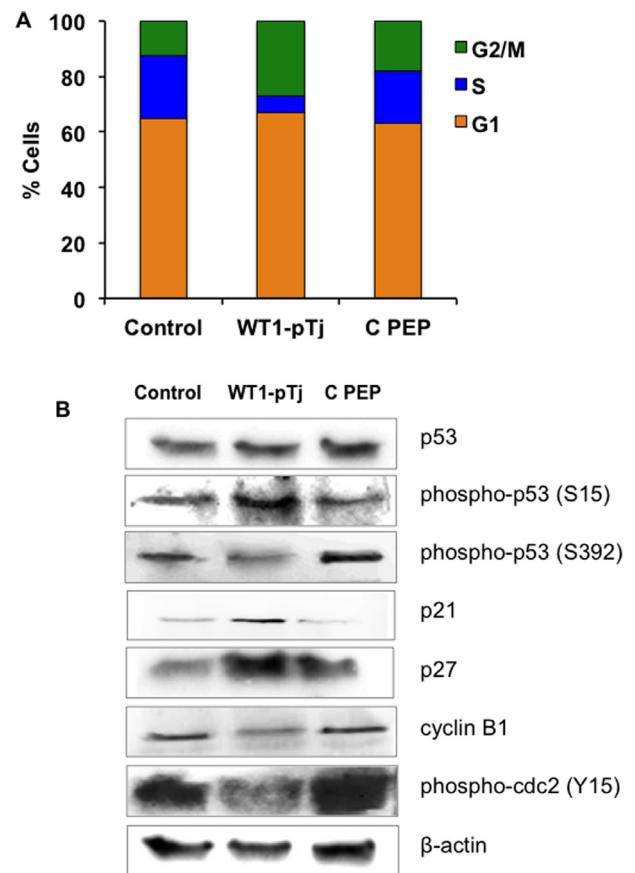 A
100
80
60
40
20
0
% Cells
G2/M
S
G1
Control WT1-pTj C PEP
B
Control WT1-pTj C PEP
p53
phospho-p53 (S15)
phospho-p53 (S392)
p21
p27
cyclin B1
phospho-cdc2 (Y15)
β-actin